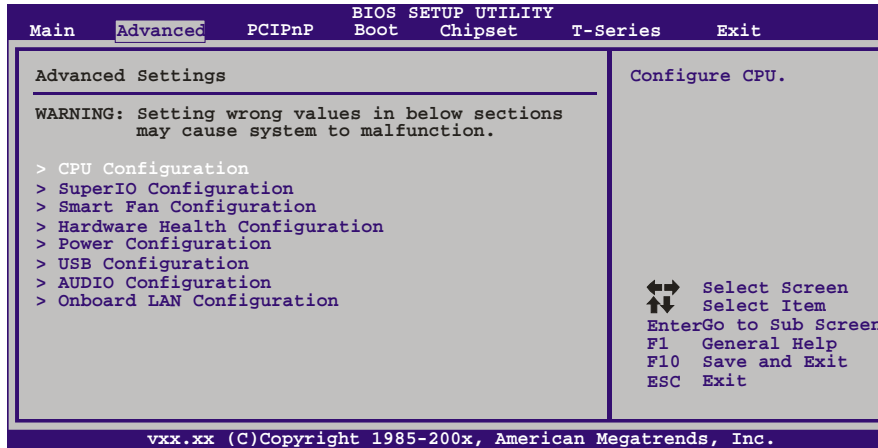 BIOS SETUP UTILITY
Main Advanced PCIPnP Boot Chipset T-Series Exit
Advanced Settings
WARNING: Setting wrong values in below sections
may cause system to malfunction.
> CPU Configuration
> SuperIO Configuration
> Smart Fan Configuration
> Hardware Health Configuration
> Power Configuration
> USB Configuration
> AUDIO Configuration
> Onboard LAN Configuration
Configure CPU.
Select Screen
Select Item
Enter Go to Sub Screen
F1 General Help
F10 Save and Exit
ESC Exit
vxx.xx (C)Copyright 1985-200x, American Megatrends, Inc.